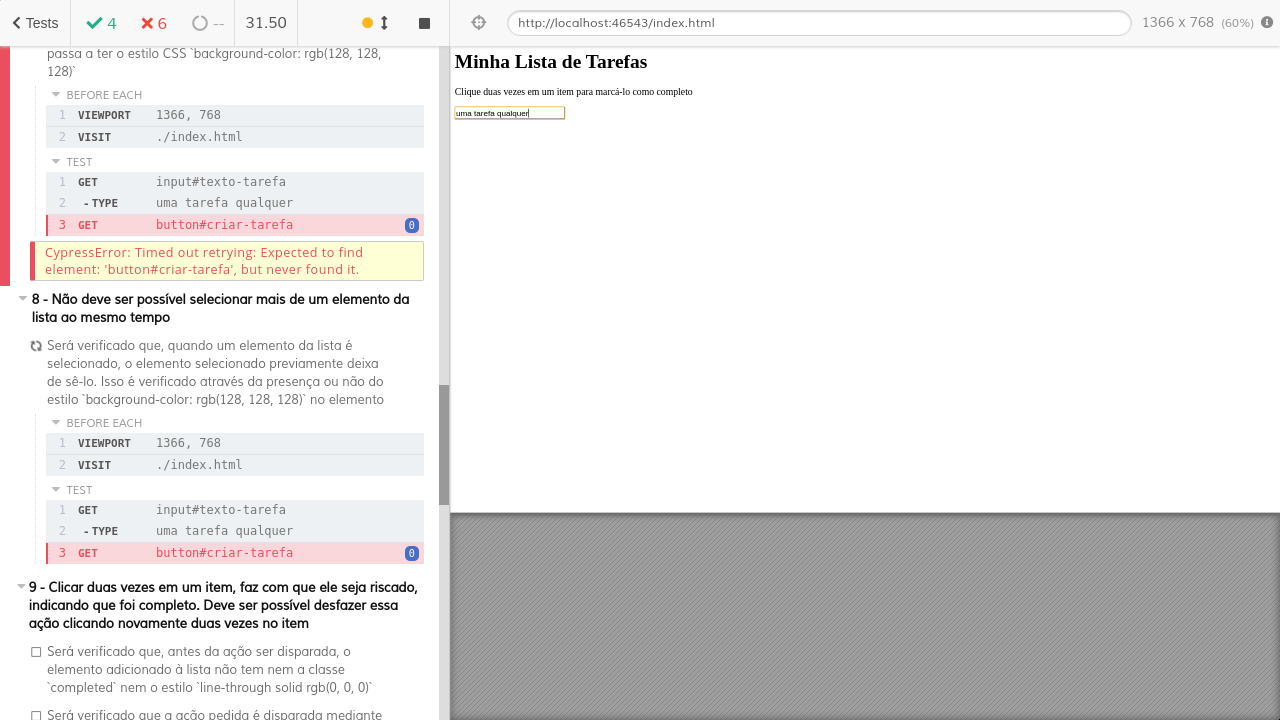 Tests
4
6
--
31.50
http://localhost:46543/index.html
1366 x 768 (60%)
passa a ter o estilo CSS `background-color: rgb(128, 128,
128)`
BEFORE EACH
1 VIEWPORT 1366, 768
2 VISIT ./index.html
TEST
1 GET input#texto-tarefa
2 - TYPE uma tarefa qualquer
3 GET button#criar-tarefa 0
CypressError: Timed out retrying: Expected to find
element: 'button#criar-tarefa', but never found it.
8 - Não deve ser possível selecionar mais de um elemento da
lista ao mesmo tempo
Será verificado que, quando um elemento da lista é
selecionado, o elemento selecionado previamente deixa
de sê-lo. Isso é verificado através da presença ou não do
estilo `background-color: rgb(128, 128, 128)` no elemento
BEFORE EACH
1 VIEWPORT 1366, 768
2 VISIT ./index.html
TEST
1 GET input#texto-tarefa
2 - TYPE uma tarefa qualquer
3 GET button#criar-tarefa 0
9 - Clicar duas vezes em um item, faz com que ele seja riscado,
indicando que foi completo. Deve ser possível desfazer essa
ação clicando novamente duas vezes no item
Será verificado que, antes da ação ser disparada, o
elemento adicionado à lista não tem nem a classe
`completed` nem o estilo `line-through solid rgb(0, 0, 0)`
Será verificado que a ação pedida é disparada mediante
Minha Lista de Tarefas
Clique duas vezes em um item para marcá-lo como completo
uma tarefa qualquer